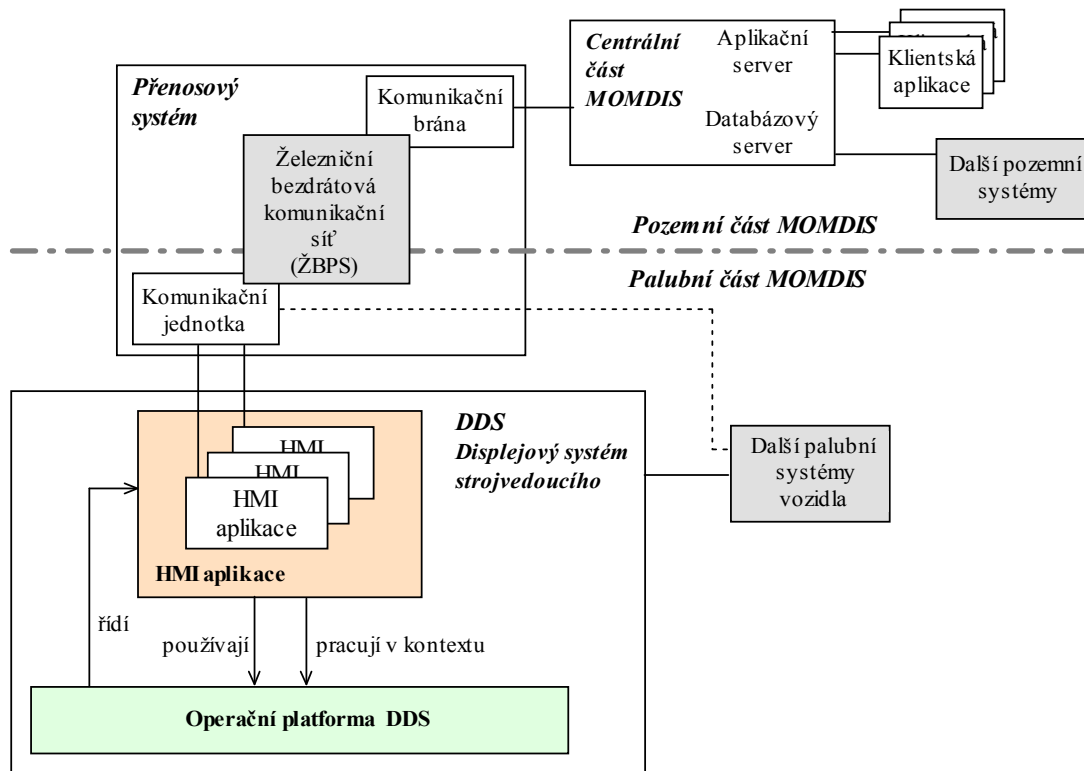 Centrální
část
MOMDIS
Aplikační
server
Databázový
server
Klientská
aplikace
Přenosový
systém
Komunikační
brána
Železniční
bezdrátová
komunikační
síť
(ŽBPS)
Další pozemní
systémy
Pozemní část MOMDIS
Palubní část MOMDIS
Komunikační
jednotka
DDS
Displejový systém
strojvedoucího
HMI
HMI
HMI
aplikace
HMI aplikace
Další palubní
systémy
vozidla
řídí
používají
pracují v kontextu
Operační platforma DDS